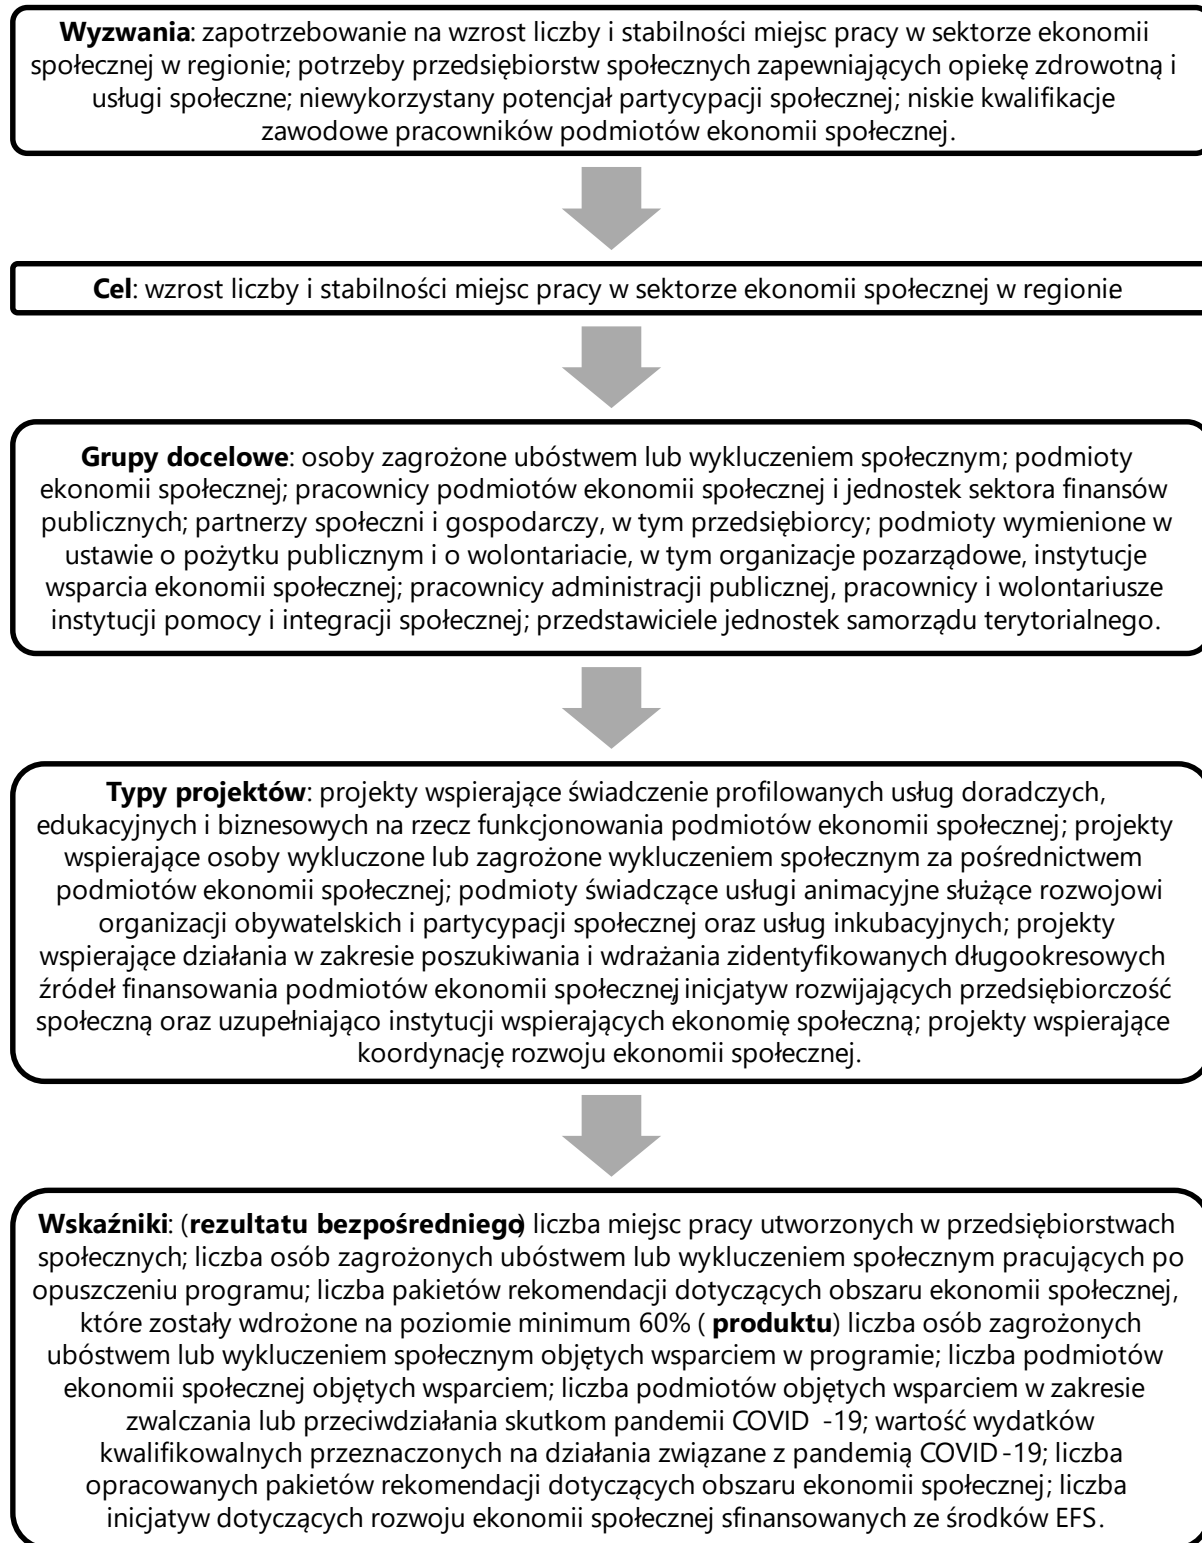 Wyzwania: zapotrzebowanie na wzrost liczby i stabilności miejsc pracy w sektorze ekonomii
społecznej w regionie; potrzeby przedsiębiorstw społecznych zapewniających opiekę zdrowotną i
usługi społeczne; niewykorzystany potencjał partycypacji społecznej; niskie kwalifikacje
zawodowe pracowników podmiotów ekonomii społecznej.
Cel: wzrost liczby i stabilności miejsc pracy w sektorze ekonomii społecznej w regionie
Grupy docelowe: osoby zagrożone ubóstwem lub wykluczeniem społecznym; podmioty
ekonomii społecznej; pracownicy podmiotów ekonomii społecznej i jednostek sektora finansów
publicznych; partnerzy społeczni i gospodarczy, w tym przedsiębiorcy; podmioty wymienione w
ustawie o pożytku publicznym i o wolontariacie, w tym organizacje pozarządowe, instytucje
wsparcia ekonomii społecznej; pracownicy administracji publicznej, pracownicy i wolontariusze
instytucji pomocy i integracji społecznej; przedstawiciele jednostek samorządu terytorialnego.
Typy projektów: projekty wspierające świadczenie profilowanych usług doradczych,
edukacyjnych i biznesowych na rzecz funkcjonowania podmiotów ekonomii społecznej; projekty
wspierające osoby wykluczone lub zagrożone wykluczeniem społecznym za pośrednictwem
podmiotów ekonomii społecznej; podmioty świadczące usługi animacyjne służące rozwojowi
organizacji obywatelskich i partycypacji społecznej oraz usług inkubacyjnych; projekty
wspierające działania w zakresie poszukiwania i wdrażania zidentyfikowanych długookresowych
źródeł finansowania podmiotów ekonomii społecznej, inicjatyw rozwijających przedsiębiorczość
społeczną oraz uzupełniająco instytucji wspierających ekonomię społeczną; projekty wspierające
koordynację rozwoju ekonomii społecznej.
Wskaźniki: (rezultatu bezpośredniego) liczba miejsc pracy utworzonych w przedsiębiorstwach
społecznych; liczba osób zagrożonych ubóstwem lub wykluczeniem społecznym pracujących po
opuszczeniu programu; liczba pakietów rekomendacji dotyczących obszaru ekonomii społecznej,
które zostały wdrożone na poziomie minimum 60% ( produktu) liczba osób zagrożonych
ubóstwem lub wykluczeniem społecznym objętych wsparciem w programie; liczba podmiotów
ekonomii społecznej objętych wsparciem; liczba podmiotów objętych wsparciem w zakresie
zwalczania lub przeciwdziałania skutkom pandemii COVID -19; wartość wydatków
kwalifikowalnych przeznaczonych na działania związane z pandemią COVID-19; liczba
opracowanych pakietów rekomendacji dotyczących obszaru ekonomii społecznej; liczba
inicjatyw dotyczących rozwoju ekonomii społecznej sfinansowanych ze środków EFS.